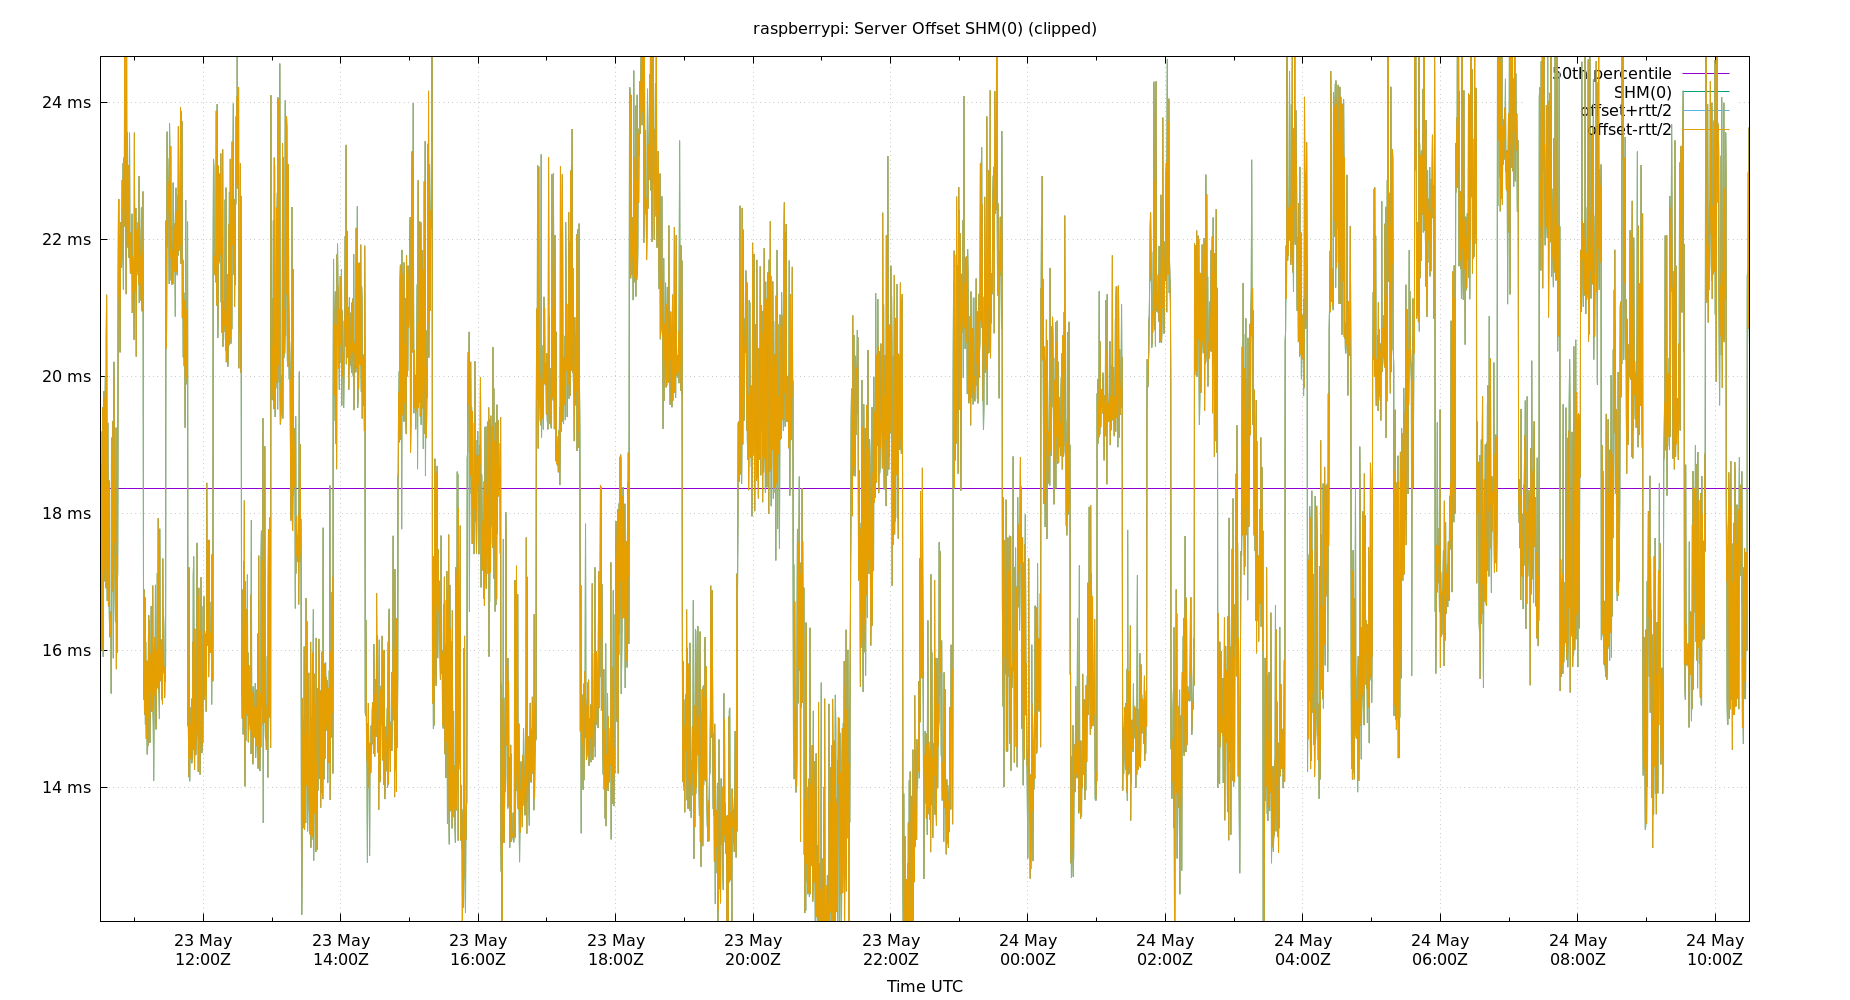 raspberrypi: Server Offset SHM(0) (clipped)
50th percentile
SHM(0)
offset+rtt/2
offset-rtt/2
24 ms
22 ms
20 ms
18 ms
16 ms
14 ms
23 May 23 May 23 May 23 May 23 May 23 May 24 May 24 May 24 May 24 May 24 May 24 May
12:00Z 14:00Z 16:00Z 18:00Z 20:00Z 22:00Z 00:00Z 02:00Z 04:00Z 06:00Z 08:00Z 10:00Z
Time UTC